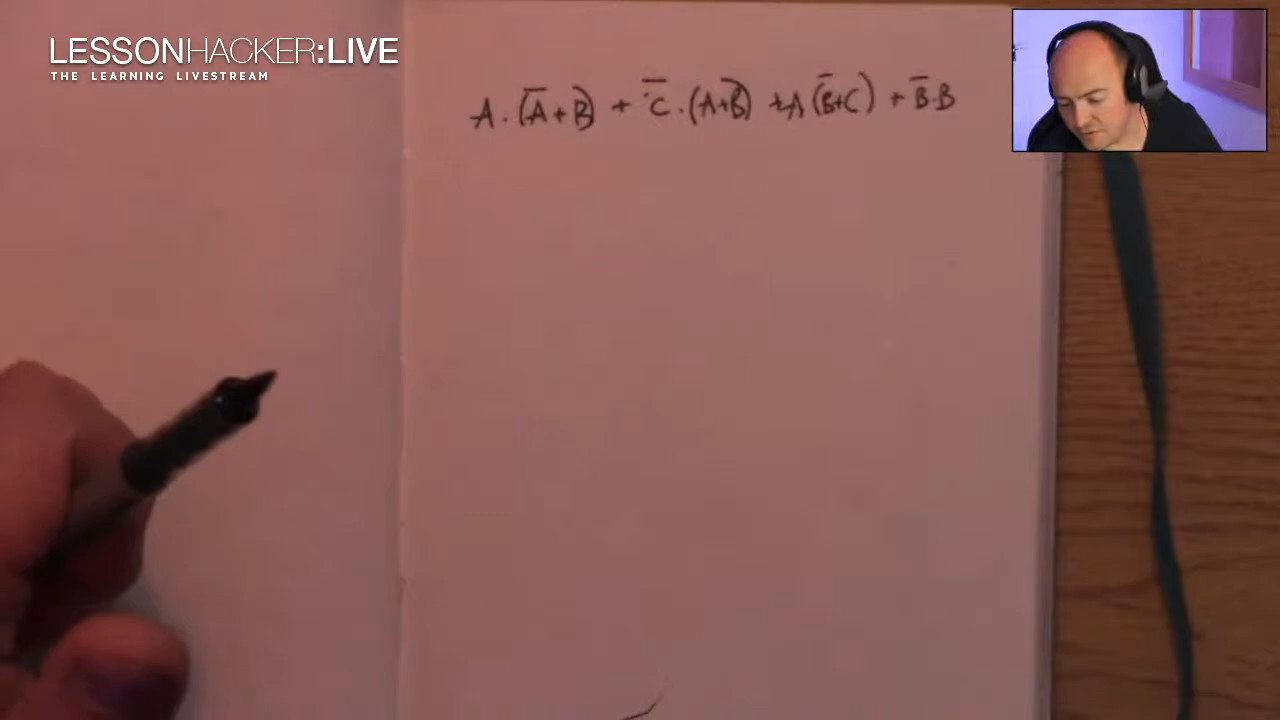 LESSONHACKER:LIVE
THE LEARNING LIVESTREAM
A . (A̅ + B) + C̅ . (A+B̅) + A (B̅+C) + B̅.B